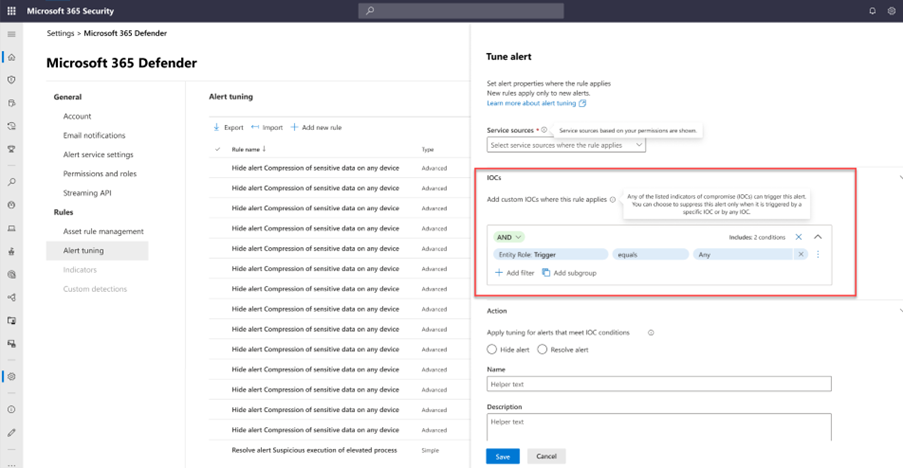 Microsoft 365 Security
Settings > Microsoft 365 Defender
Microsoft 365 Defender
General
Account
Email notifications
Alert service settings
Permissions and roles
Streaming API
Rules
Asset rule management
Alert tuning
Indicators
Custom detections
Alert tuning
Export Import Add new rule
Rule name Type
Hide alert Compression of sensitive data on any device Advanced
Hide alert Compression of sensitive data on any device Advanced
Hide alert Compression of sensitive data on any device Advanced
Hide alert Compression of sensitive data on any device Advanced
Hide alert Compression of sensitive data on any device Advanced
Hide alert Compression of sensitive data on any device Advanced
Hide alert Compression of sensitive data on any device Advanced
Hide alert Compression of sensitive data on any device Advanced
Hide alert Compression of sensitive data on any device Advanced
Hide alert Compression of sensitive data on any device Advanced
Hide alert Compression of sensitive data on any device Advanced
Hide alert Compression of sensitive data on any device Advanced
Hide alert Compression of sensitive data on any device Advanced
Hide alert Compression of sensitive data on any device Advanced
Resolve alert Suspicious execution of elevated process Simple
Tune alert
Set alert properties where the rule applies
New rules apply only to new alerts.
Learn more about alert tuning
Service sources * Service sources based on your permissions are shown.
Select service sources where the rule applies
IOCs
Add custom IOCs where this rule applies
Any of the listed indicators of compromise (IOCs) can trigger this alert.
You can choose to suppress this alert only when it is triggered by a
specific IOC or by any IOC.
AND Includes: 2 conditions
Entity Role: Trigger equals Any
Add filter Add subgroup
Action
Apply tuning for alerts that meet IOC conditions
Hide alert Resolve alert
Name
Helper text
Description
Helper text
Save Cancel